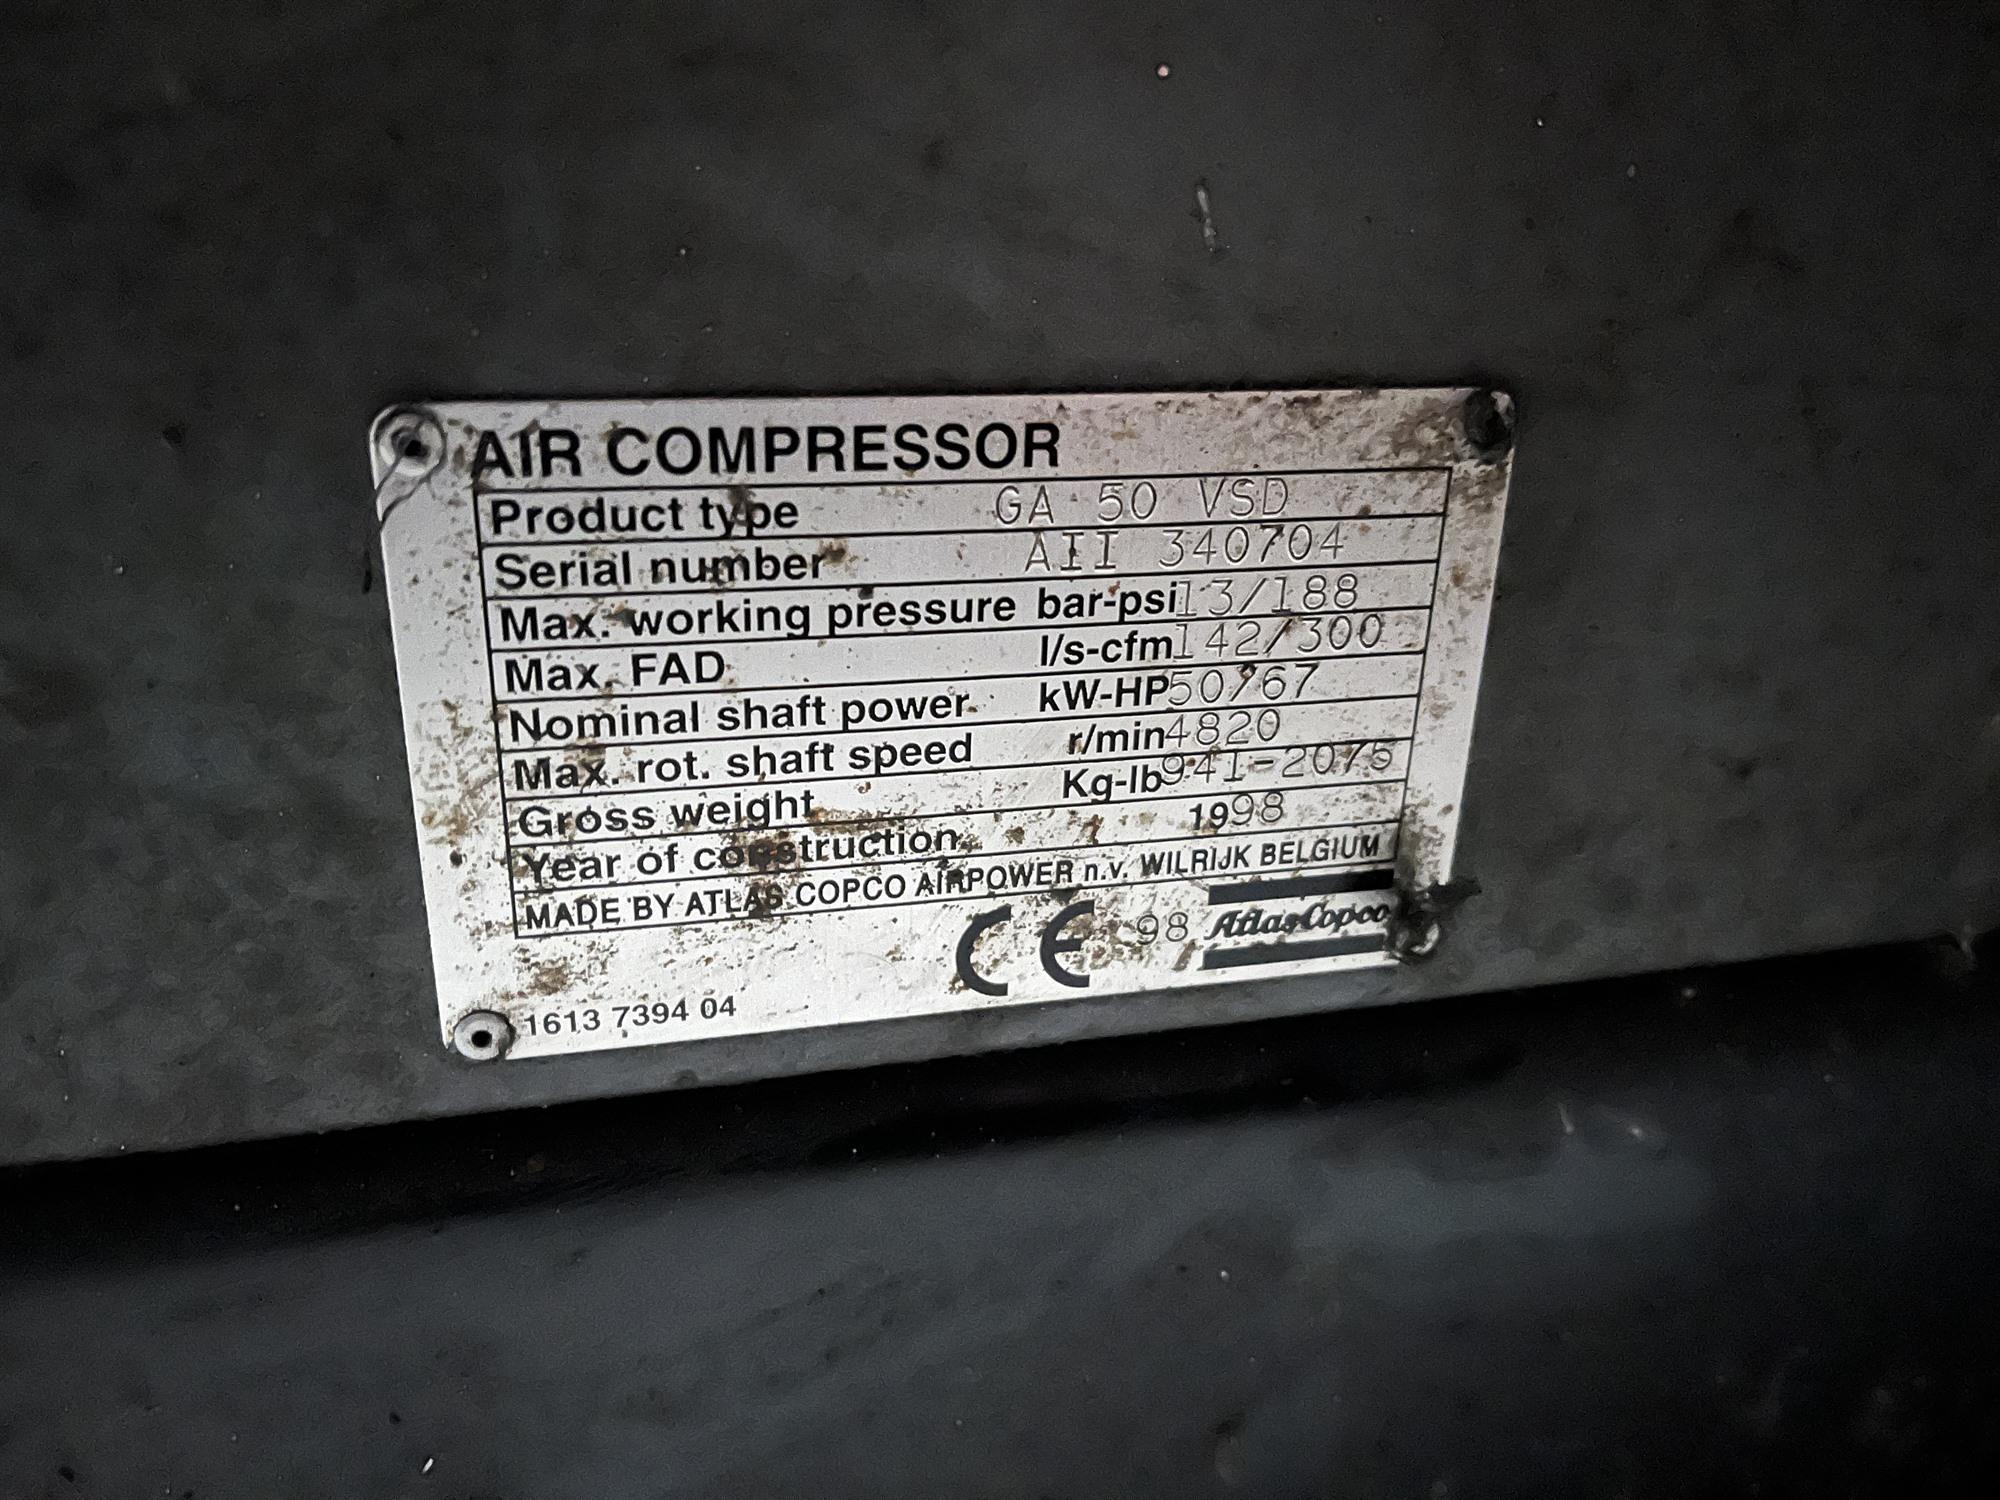 AIR COMPRESSOR
Product type GA 50 VSD
Serial number AII 340704
Max. working pressure bar-psi 13/188
Max. FAD l/s-cfm 142/300
Nominal shaft power kW-HP 50/67
Max. rot. shaft speed r/min 4820
Gross weight Kg-lb 941-2075
Year of construction 1998
MADE BY ATLAS COPCO AIRPOWER n.v. WILRIJK BELGIUM
CE 98 Atlas Copco
1613 7394 04